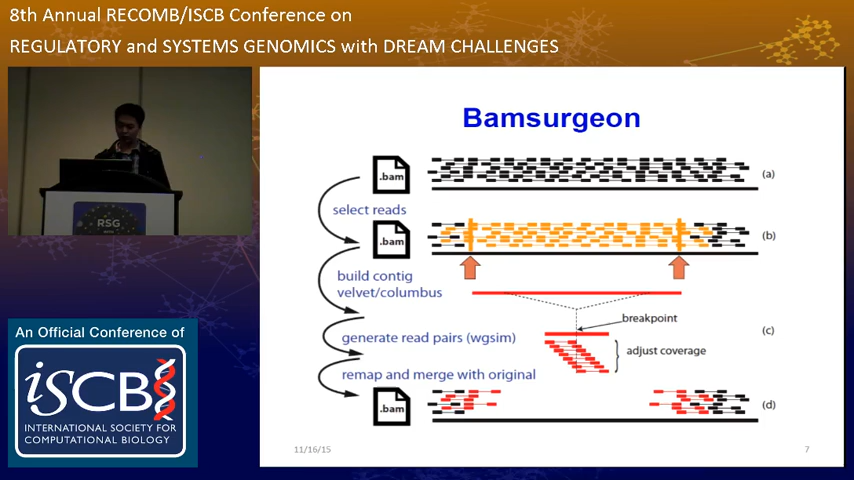 8th Annual RECOMB/ISCB Conference on
REGULATORY and SYSTEMS GENOMICS with DREAM CHALLENGES
Bamsurgeon
.bam
(a)
select reads
.bam
(b)
build contig
velvet/columbus
breakpoint
(c)
generate read pairs (wgsim)
adjust coverage
remap and merge with original
.bam
(d)
11/16/15
7
RSG
An Official Conference of
iSCB
INTERNATIONAL SOCIETY FOR
COMPUTATIONAL BIOLOGY